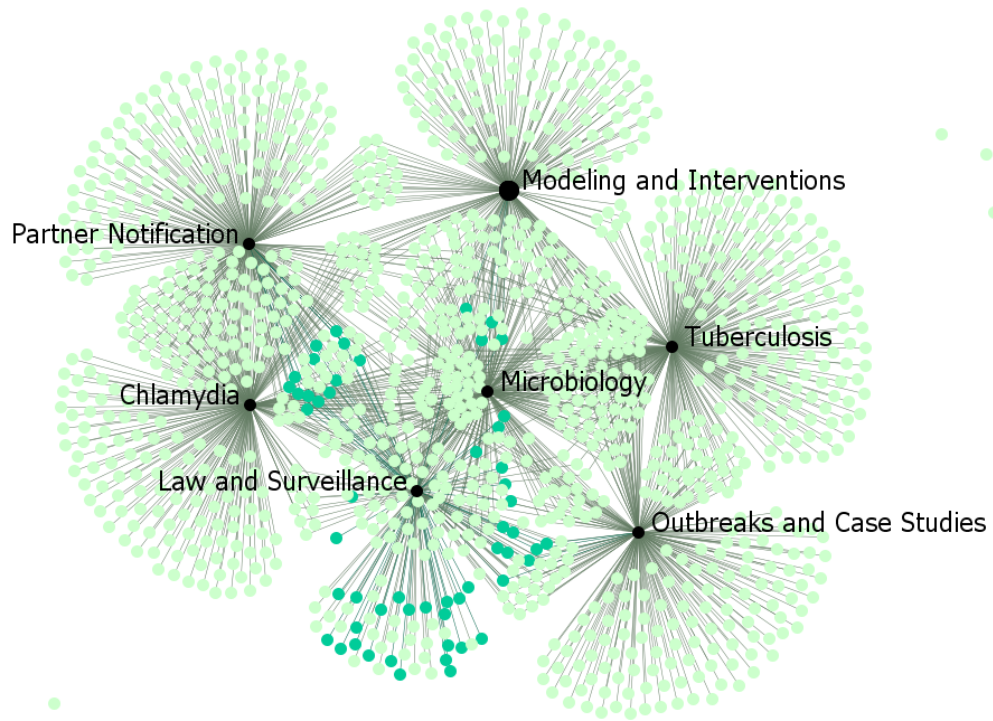 Modeling and Interventions
Partner Notification
Tuberculosis
Microbiology
Chlamydia
Law and Surveillance
Outbreaks and Case Studies